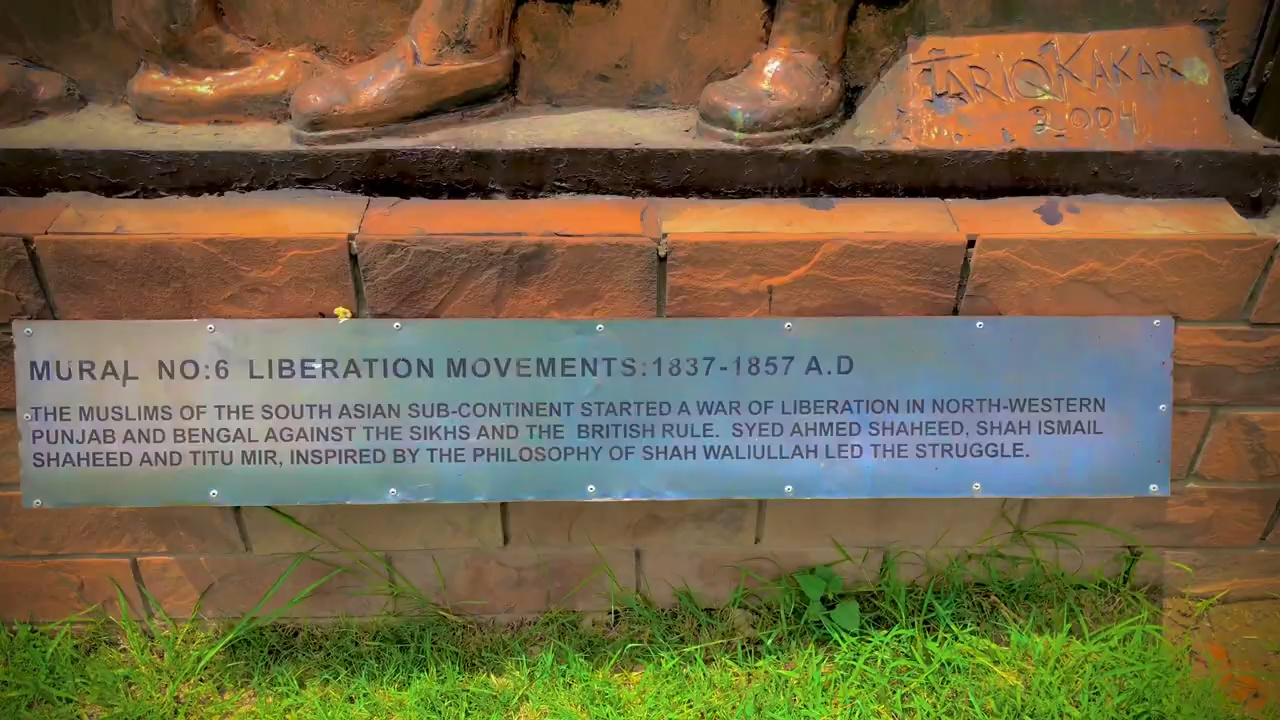 TARIQ KAKAR
2004
MURAL NO:6 LIBERATION MOVEMENTS:1837-1857 A.D
THE MUSLIMS OF THE SOUTH ASIAN SUB-CONTINENT STARTED A WAR OF LIBERATION IN NORTH-WESTERN
PUNJAB AND BENGAL AGAINST THE SIKHS AND THE BRITISH RULE. SYED AHMED SHAHEED, SHAH ISMAIL
SHAHEED AND TITU MIR, INSPIRED BY THE PHILOSOPHY OF SHAH WALIULLAH LED THE STRUGGLE.